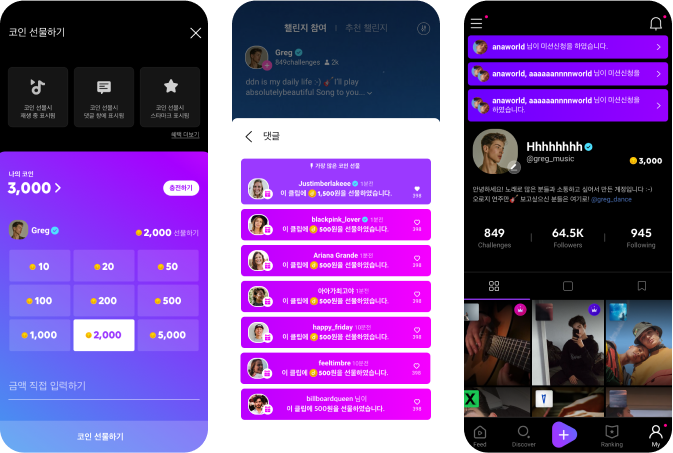 코인 선물하기
코인 선물시
재생 중 표시됨
코인 선물시
댓글 창에 표시됨
코인 선물시
스타마크 표시됨
혜택 더보기
나의 코인
3,000
충전하기
Greg
2,000 선물하기
10
20
50
100
200
500
1,000
2,000
5,000
금액 직접 입력하기
코인 선물하기
챌린지 참여
추천 챌린지
Greg
849challenges
2k
ddn is my daily life :-) I'll play
absolutelybeautiful Song to you...
댓글
가장 많은 코인 선물
Justimberlakeee 1분전
이 클립에 1,500원을 선물하였습니다.
398
blackpink_lover 1분전
이 클립에 500원을 선물하였습니다.
398
Ariana Grande 1분전
이 클립에 500원을 선물하였습니다.
398
아아가최고야 1분전
이 클립에 500원을 선물하였습니다.
398
happy_friday 10분전
이 클립에 500원을 선물하였습니다.
398
feeltimbre 10분전
이 클립에 500원을 선물하였습니다.
398
billboardqueen 님이
이 클립에 500원을 선물하였습니다.
398
anaworld 님이 미션신청을 하였습니다.
anaworld, aaaaaannnnworld 님이 미션신청을
anaworld, aaaaaannnnworld 님이 미션신청을
하였습니다.
Hhhhhhhh
@greg_music
3,000
안녕하세요! 노래로 많은 분들과 소통하고 싶어서 만든 계정입니다 :-)
오로지 연주만 보고싶으신 분들은 여기로! @greg_dance
849
Challenges
64.5K
Followers
945
Following
X
Feed
Discover
Ranking
My